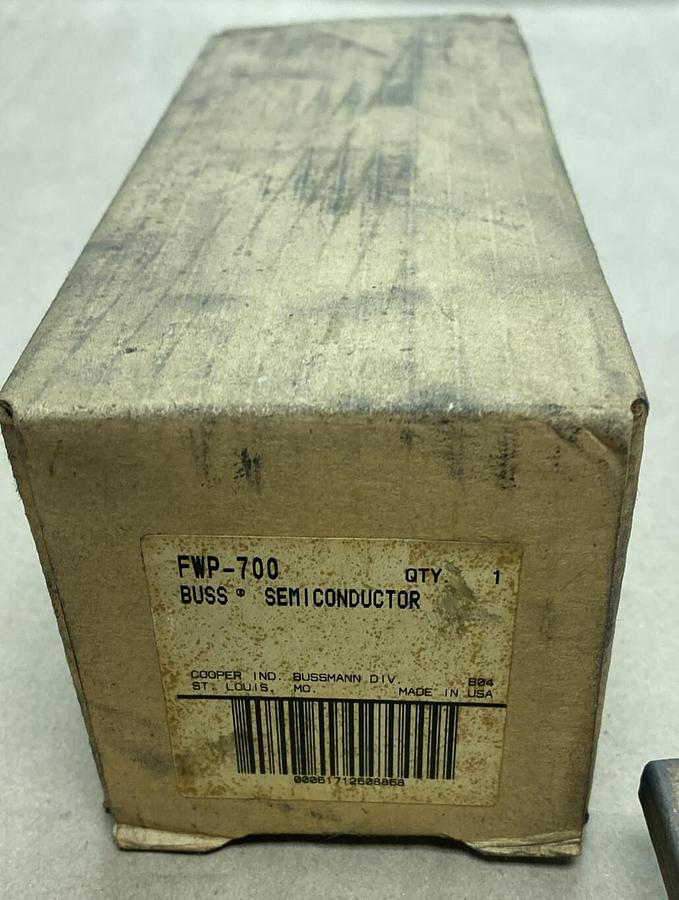 FWP-700 QTY. 1
BUSS® SEMICONDUCTOR
COOPER IND. BUSSMANN DIV. B04
ST. LOUIS, MO. MADE IN USA